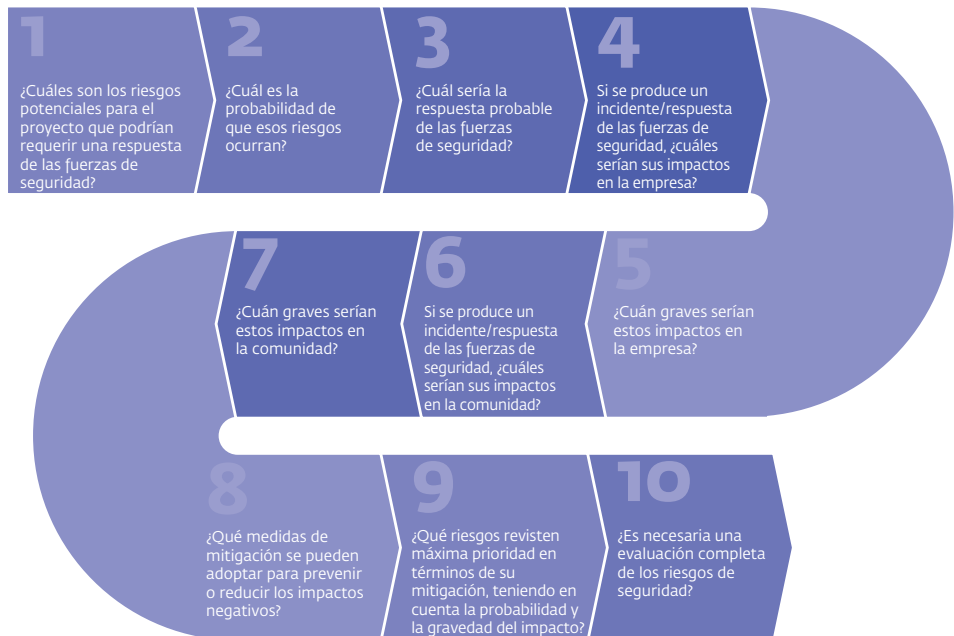 1
¿Cuáles son los riesgos
potenciales para el
proyecto que podrían
requerir una respuesta
de las fuerzas de
seguridad?
2
¿Cuál es la
probabilidad de
que esos riesgos
ocurran?
3
¿Cuál sería la
respuesta probable
de las fuerzas
de seguridad?
4
Si se produce un
incidente/respuesta
de las fuerzas de
seguridad, ¿cuáles
serían sus impactos
en la empresa?
5
¿Cuán graves serían
estos impactos en
la empresa?
6
Si se produce un
incidente/respuesta
de las fuerzas de
seguridad, ¿cuáles
serían sus impactos
en la comunidad?
7
¿Cuán graves serían
estos impactos en
la comunidad?
8
¿Qué medidas de
mitigación se pueden
adoptar para prevenir
o reducir los impactos
negativos?
9
¿Qué riesgos revisten
máxima prioridad en
términos de su
mitigación, teniendo en
cuenta la probabilidad y
la gravedad del impacto?
10
¿Es necesaria una
evaluación completa
de los riesgos de
seguridad?